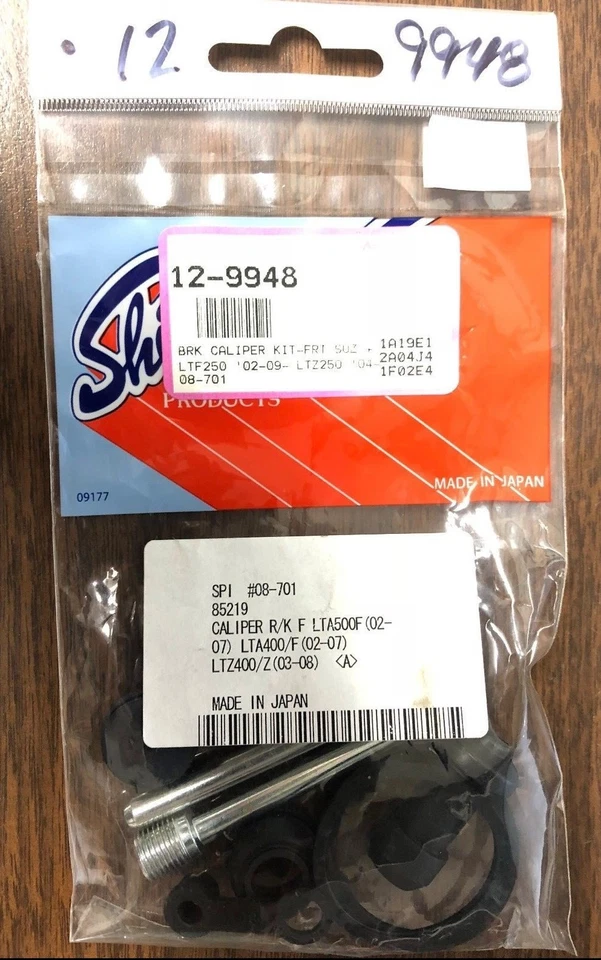 12 9948
12-9948
BRK CALIPER KIT-FRT SUZ 1A19E1
LTF250 '02-09- LTZ250 '04-2A04J4
08-701 1F02E4
Shi
PRODUCTS
09177
MADE IN JAPAN
SPI #08-701
85219
CALIPER R/K F LTA500F(02-
07) LTA400/F(02-07)
LTZ400/Z(03-08) <A>
MADE IN JAPAN